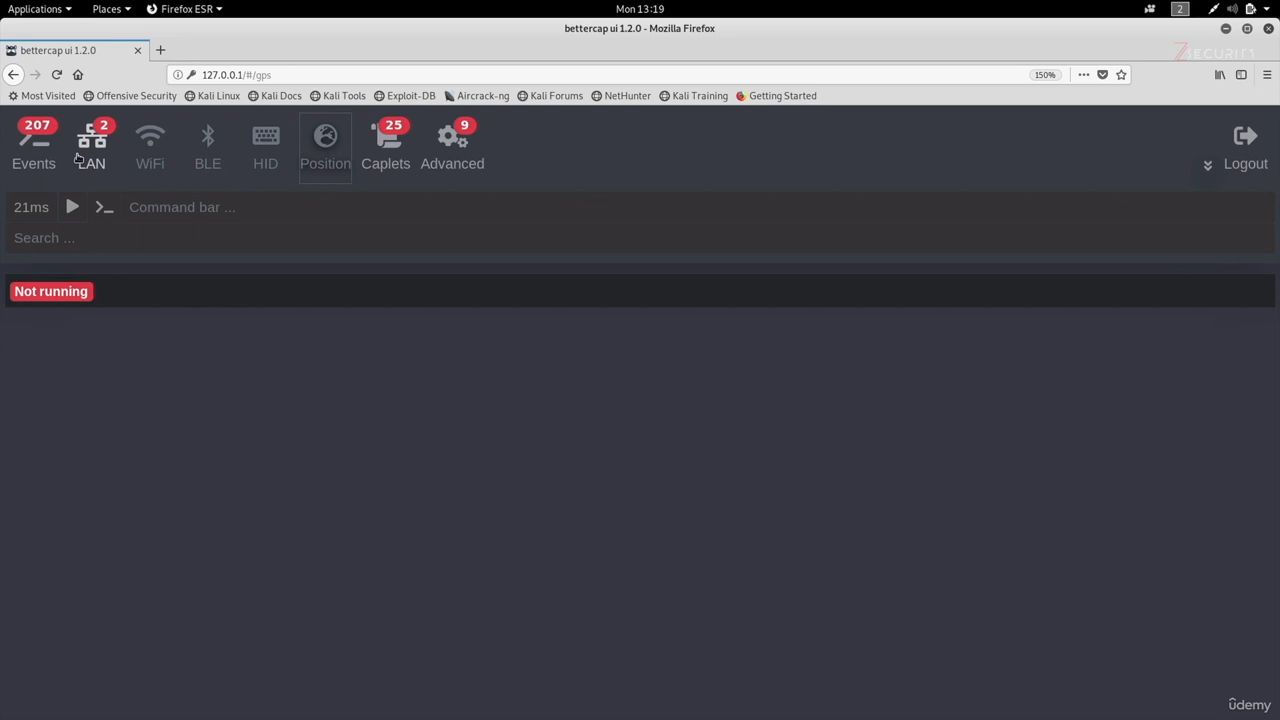 Applications Places Firefox ESR Mon 13:19 2
bettercap ui 1.2.0 - Mozilla Firefox
bettercap ui 1.2.0
ZSECURITY
127.0.0.1/#/gps 150%
Most Visited Offensive Security Kali Linux Kali Docs Kali Tools Exploit-DB Aircrack-ng Kali Forums NetHunter Kali Training Getting Started
207 2 25 9
Events LAN WiFi BLE HID Position Caplets Advanced Logout
21ms Command bar ...
Search ...
Not running
ûdemy